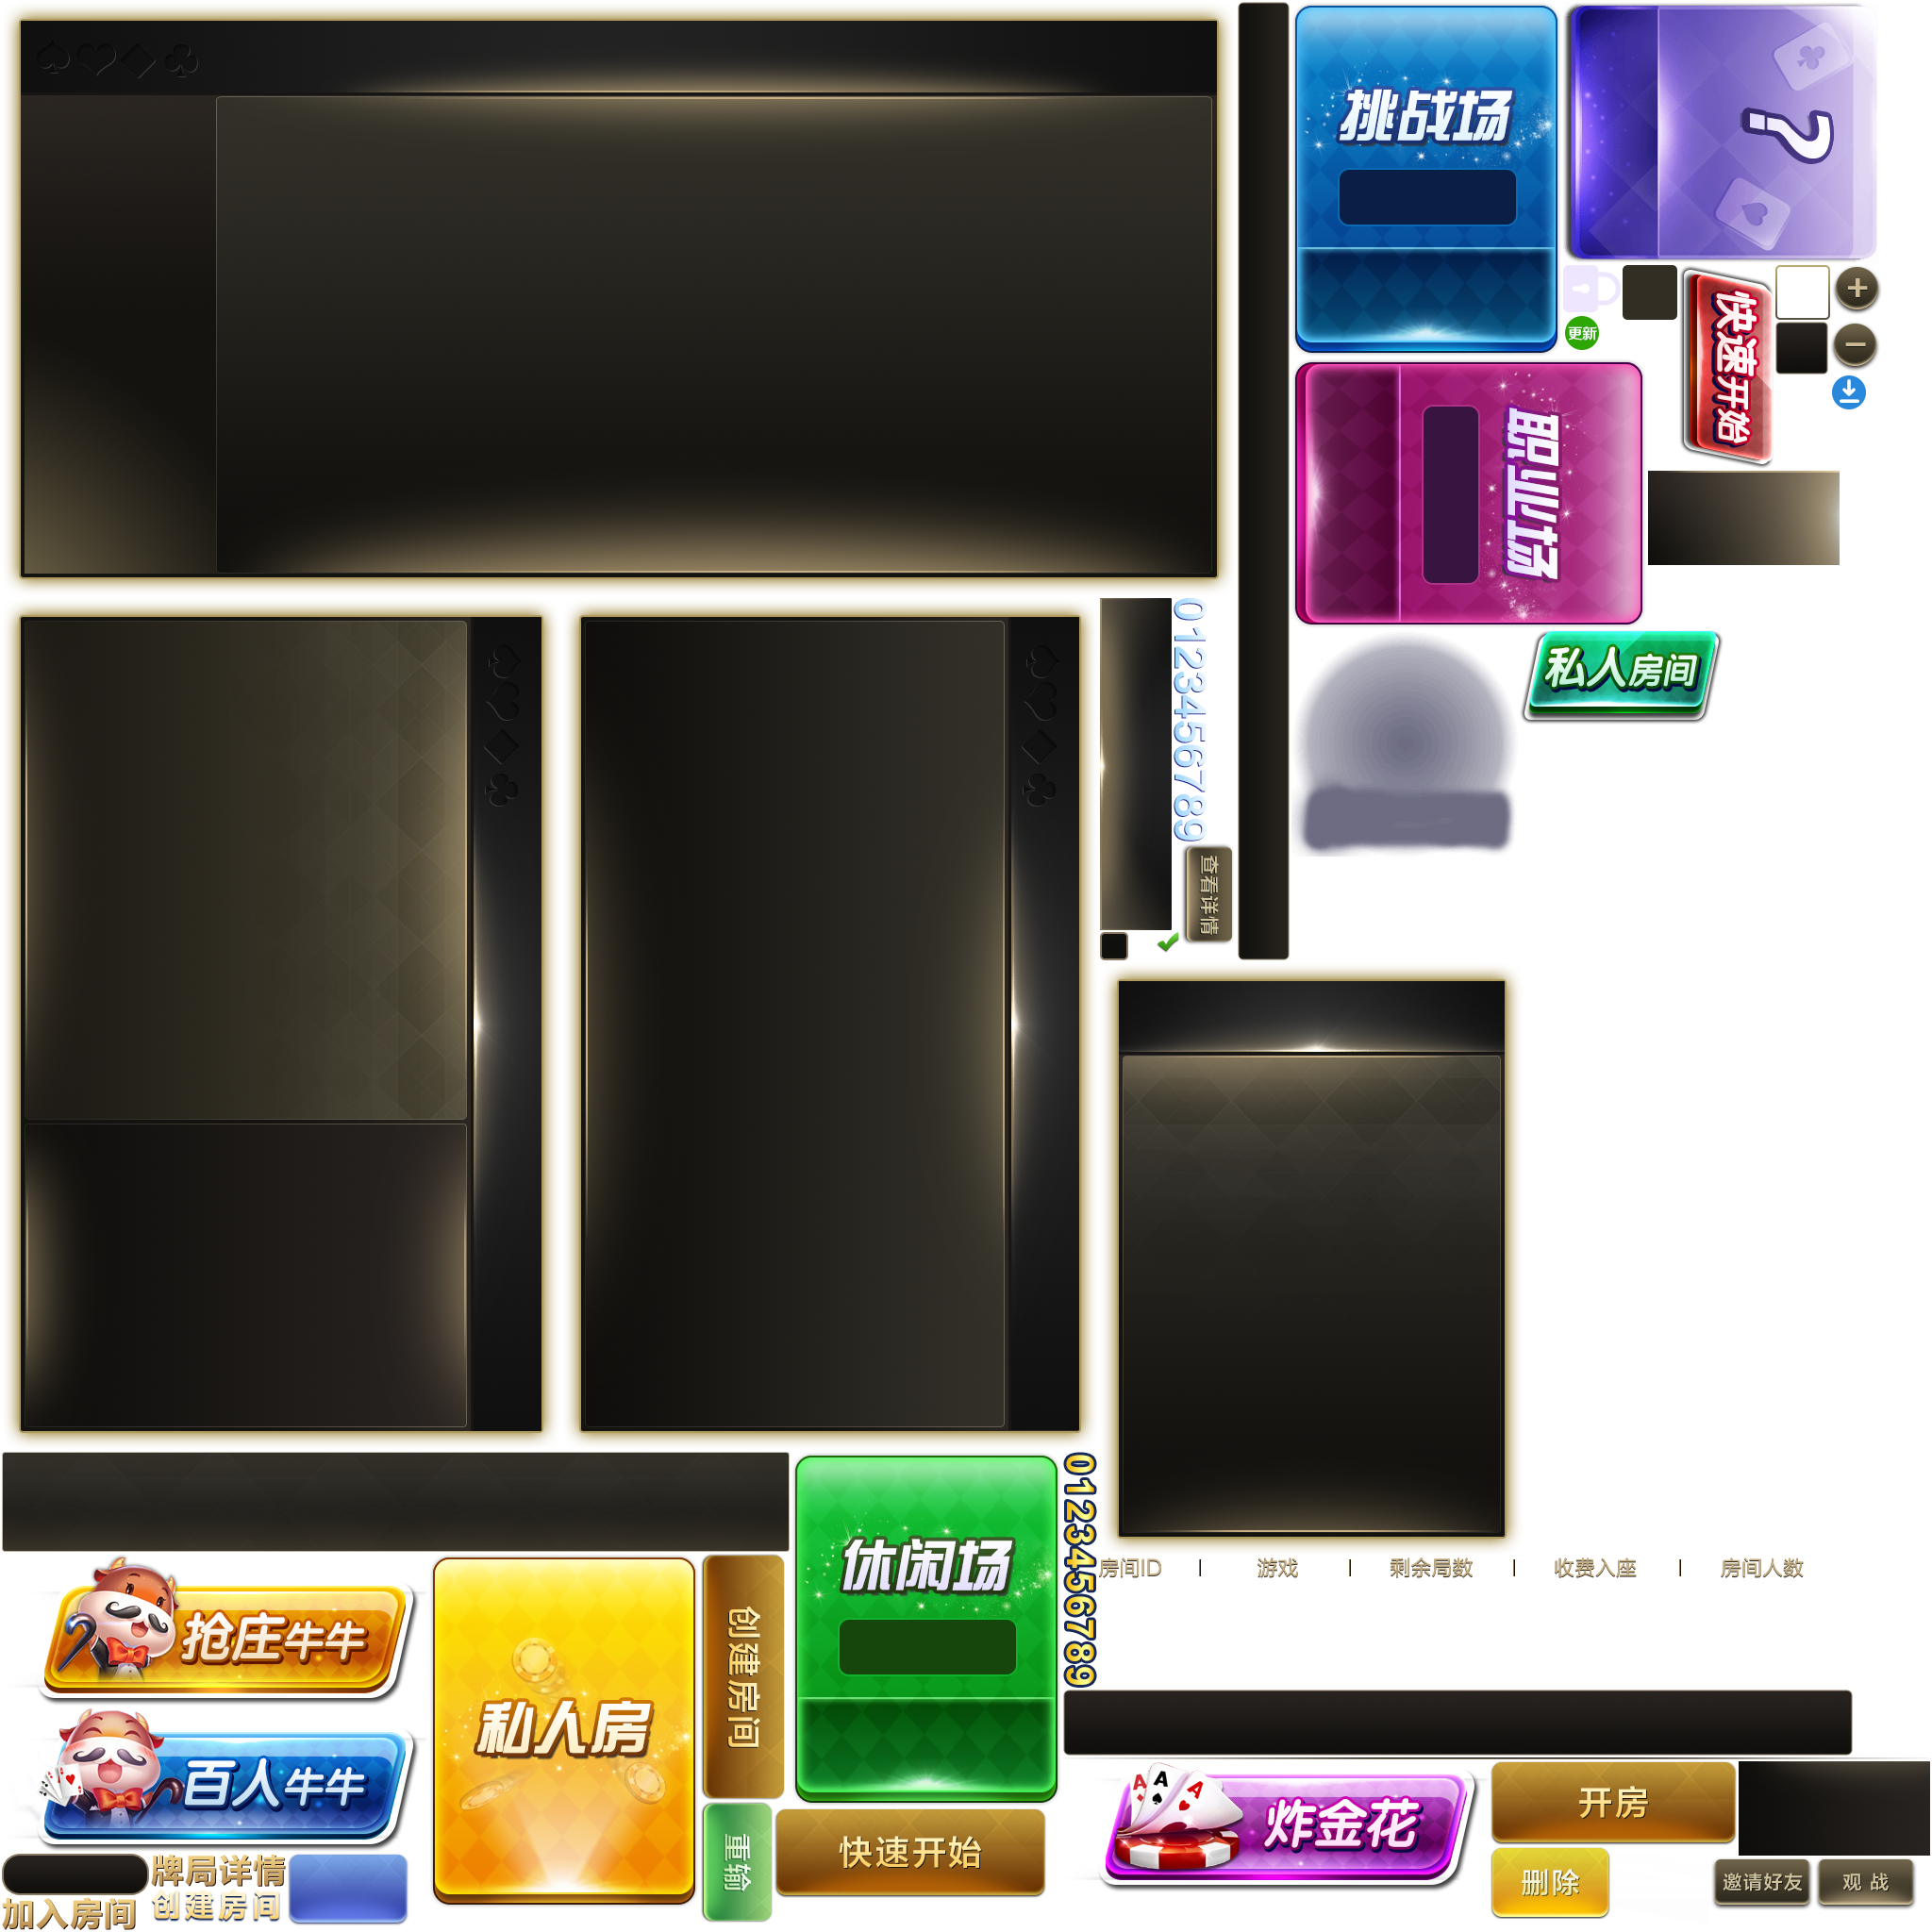 挑战场
?
更新
快速开始
职业场
私人房间
0123456789
查看详情
休闲场
0123456789
房间ID | 游戏 | 剩余局数 | 收费入座 | 房间人数
抢庄牛牛
百人牛牛
私人房
创建房间
重输
快速开始
A A A
炸金花
开房
删除
邀请好友
观 战
牌局详情
创建房间
加入房间